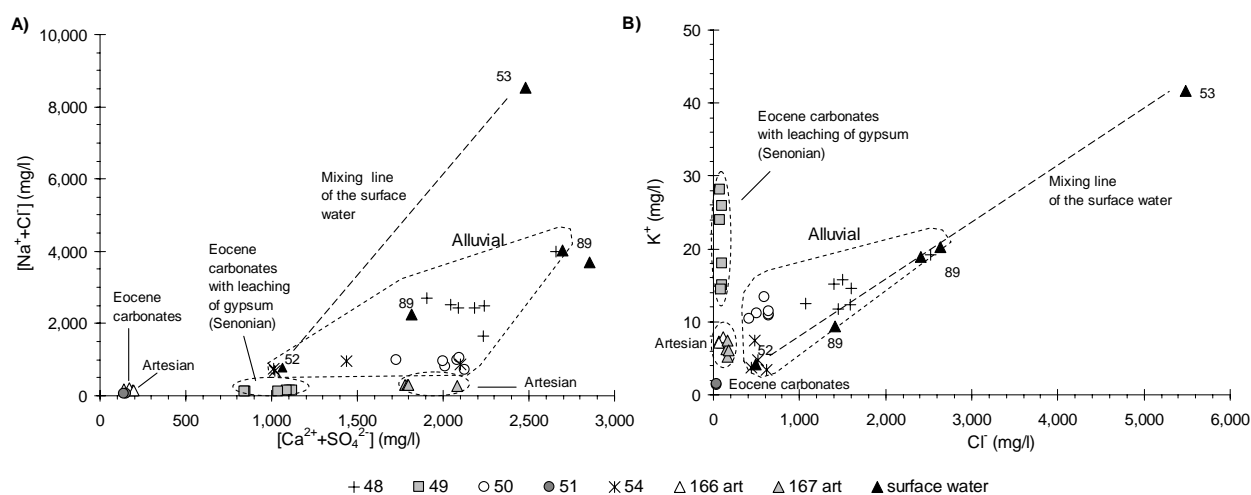 A)
10,000
8,000
6,000
4,000
2,000
0
[Na⁺+Cl⁻] (mg/l)
0 500 1,000 1,500 2,000 2,500 3,000
[Ca²⁺+SO₄²⁻] (mg/l)
53
Mixing line
of the surface
water
Alluvial
89
89
52
Eocene
carbonates
with leaching
of gypsum
(Senonian)
Eocene
carbonates
Artesian
Artesian
B)
50
40
30
20
10
0
K⁺ (mg/l)
0 1,000 2,000 3,000 4,000 5,000 6,000
Cl⁻ (mg/l)
53
Eocene carbonates
with leaching of gypsum
(Senonian)
Mixing line
of the surface water
Alluvial
89
89
52
Artesian
Eocene carbonates
48 49 50 51 54 166 art 167 art surface water